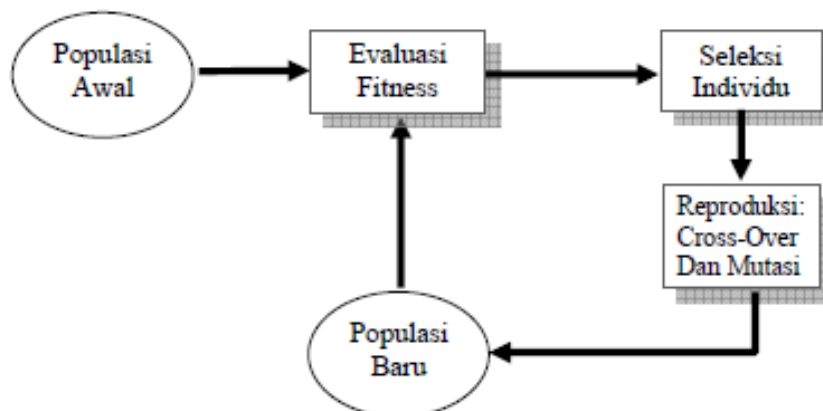 Populasi
Awal
Evaluasi
Fitness
Seleksi
Individu
Reproduksi:
Cross-Over
Dan Mutasi
Populasi
Baru